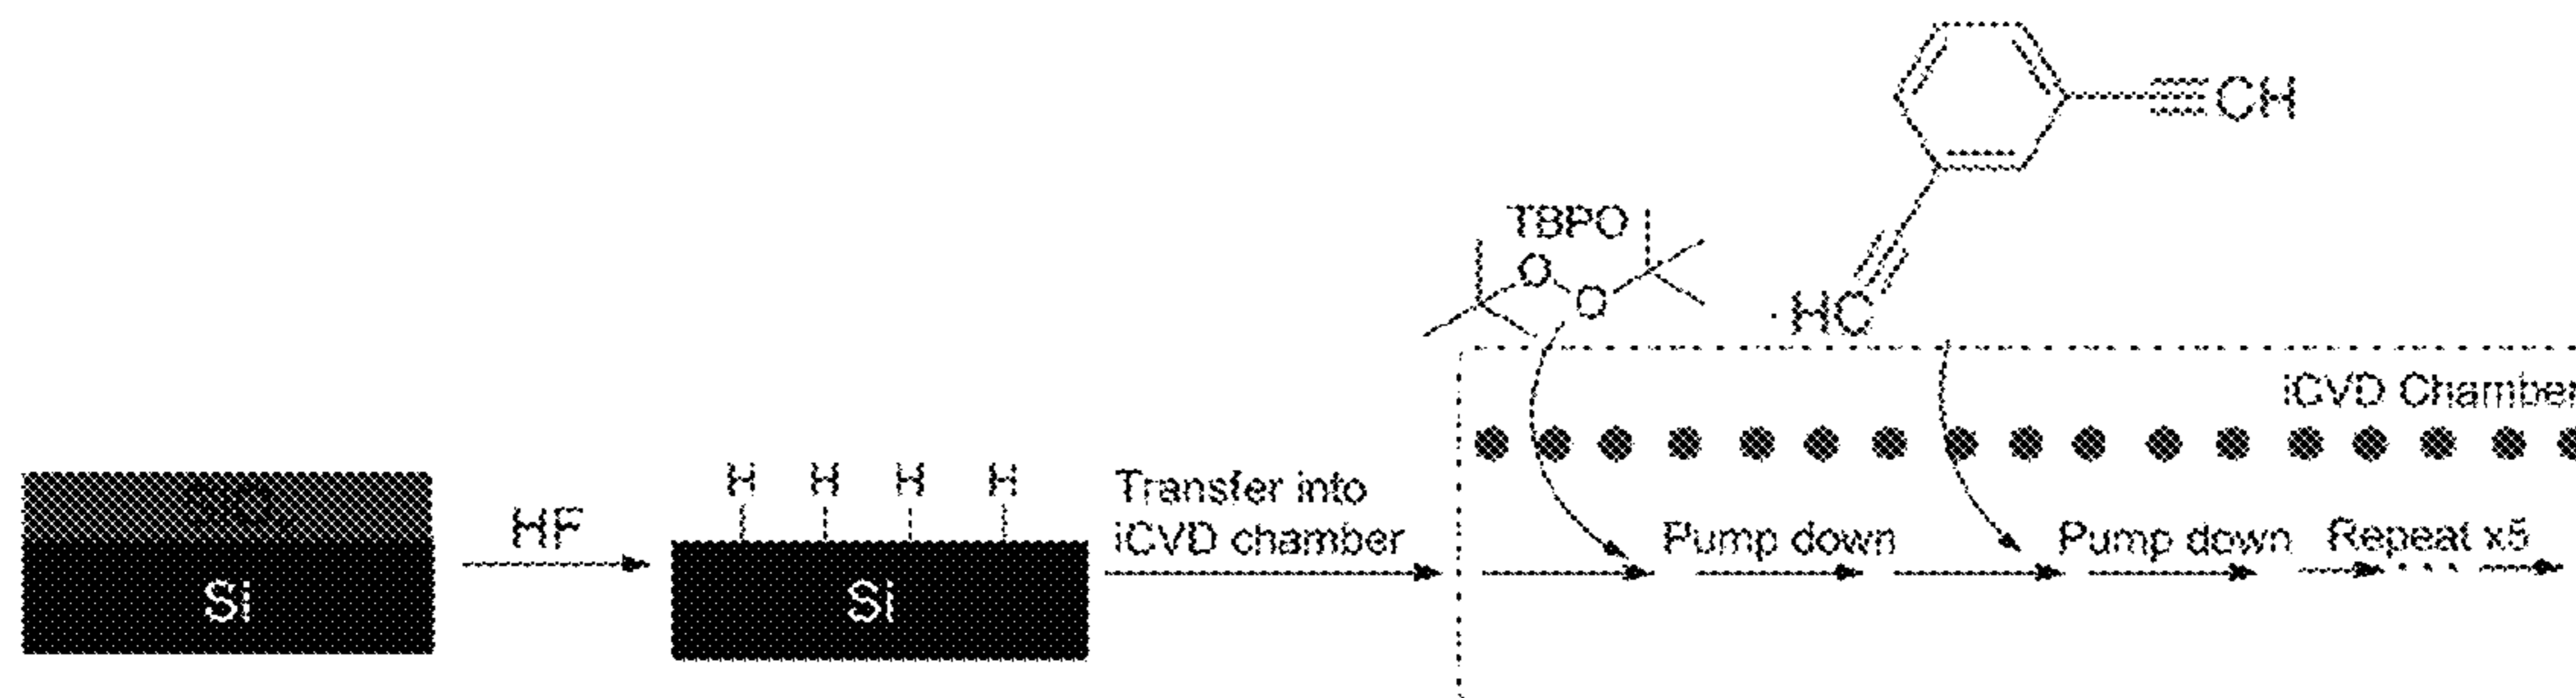 CH
TBPO
O
O
HC
iCVD Chamber
H H H H
Transfer into
iCVD chamber
HF
Pump down
Pump down
Repeat x5
Si
Si